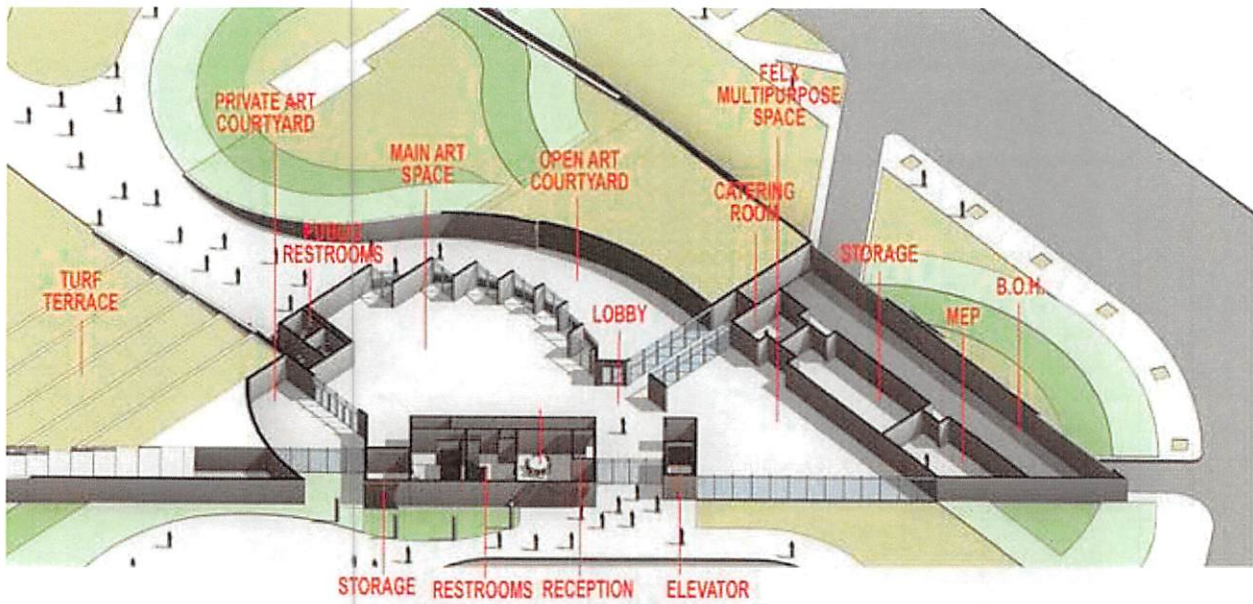 FELX
MULTIPURPOSE
SPACE
PRIVATE ART
COURTYARD
MAIN ART
SPACE
OPEN ART
COURTYARD
CATERING
ROOM
PUBLIC
RESTROOMS
STORAGE
TURF
TERRACE
B.O.H.
LOBBY
MEP
STORAGE
RESTROOMS
RECEPTION
ELEVATOR